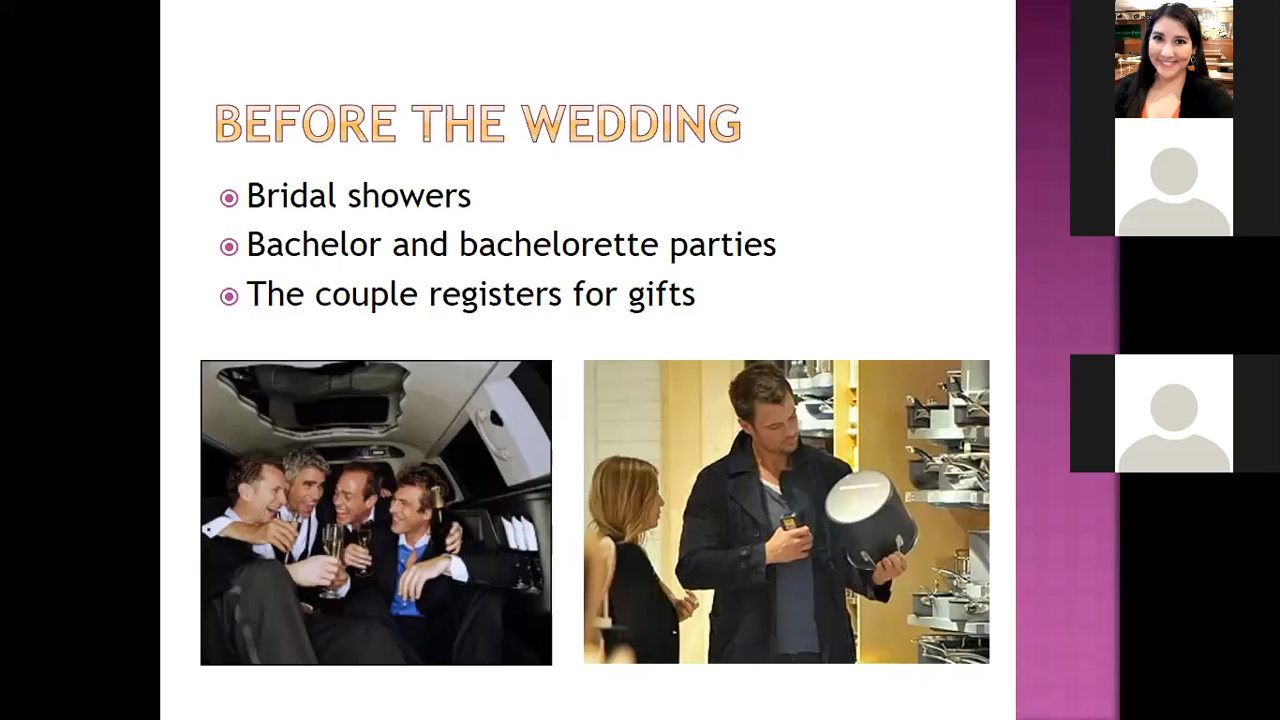 BEFORE THE WEDDING
Bridal showers
Bachelor and bachelorette parties
The couple registers for gifts